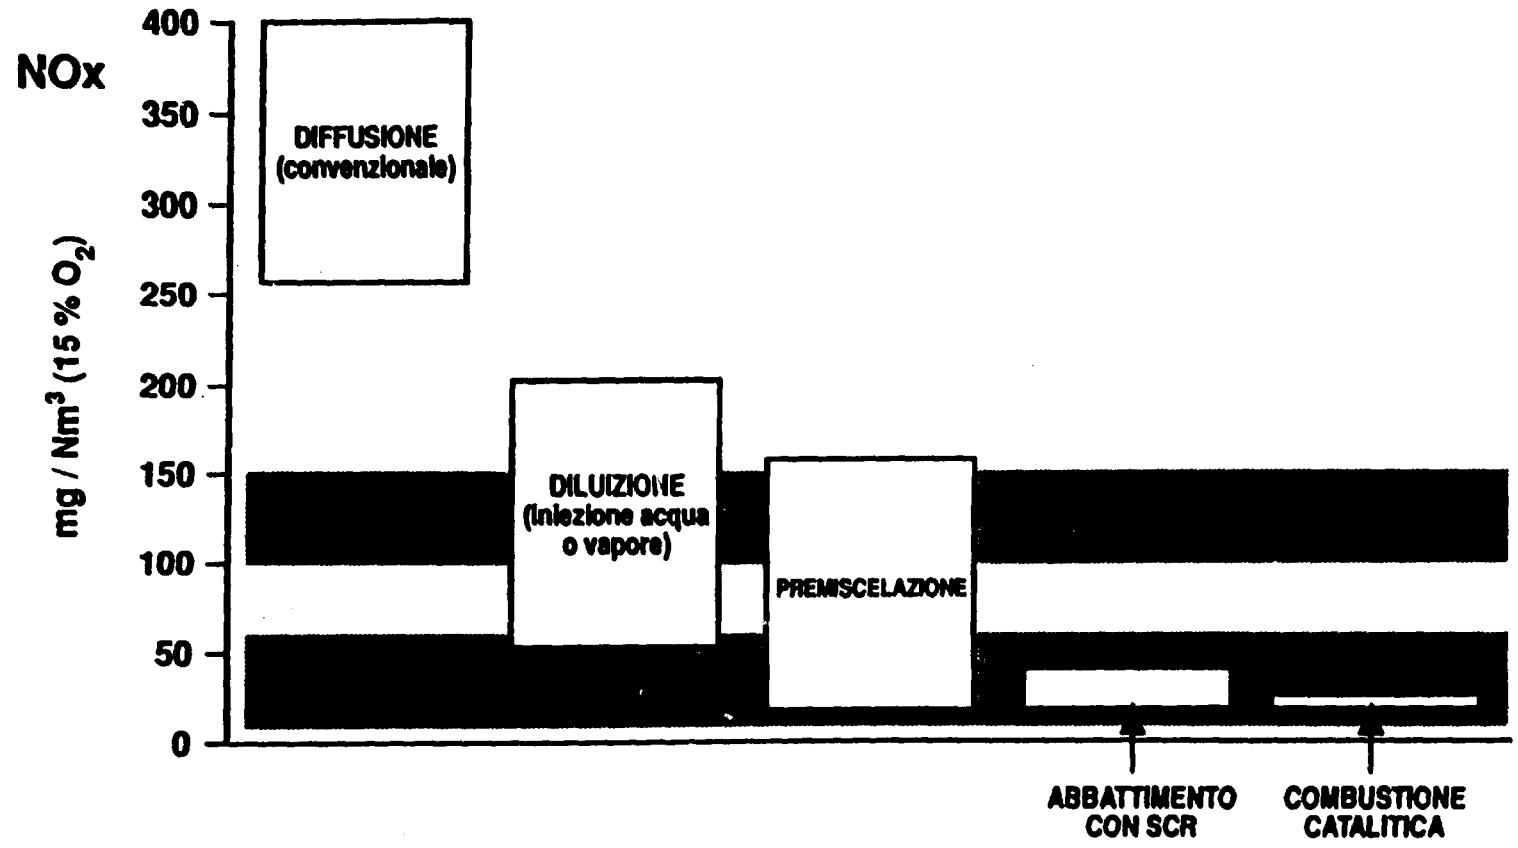 NOx
mg / Nm³ (15 % O₂)
400
350
300
250
200
150
100
50
0
DIFFUSIONE
(convenzionale)
DILUIZIONE
(iniezione acqua
o vapore)
PREMISCELAZIONE
ABBATTIMENTO
CON SCR
COMBUSTIONE
CATALITICA